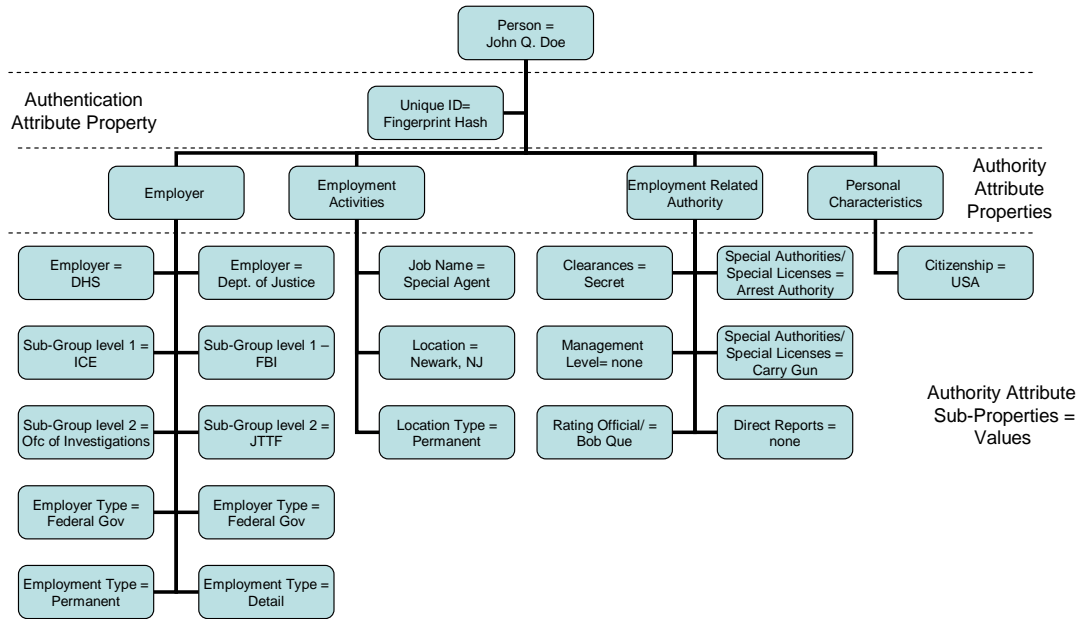 Person =
John Q. Doe
Authentication
Attribute Property
Unique ID=
Fingerprint Hash
Employer
Employment
Activities
Employment Related
Authority
Personal
Characteristics
Authority
Attribute
Properties
Employer =
DHS
Employer =
Dept. of Justice
Job Name =
Special Agent
Clearances =
Secret
Special Authorities/
Special Licenses =
Arrest Authority
Citizenship =
USA
Sub-Group level 1 =
ICE
Sub-Group level 1 –
FBI
Location =
Newark, NJ
Management
Level= none
Special Authorities/
Special Licenses =
Carry Gun
Authority Attribute
Sub-Properties =
Values
Sub-Group level 2 =
Ofc of Investigations
Sub-Group level 2 =
JTTF
Location Type =
Permanent
Rating Official/ =
Bob Que
Direct Reports =
none
Employer Type =
Federal Gov
Employer Type =
Federal Gov
Employment Type =
Permanent
Employment Type =
Detail